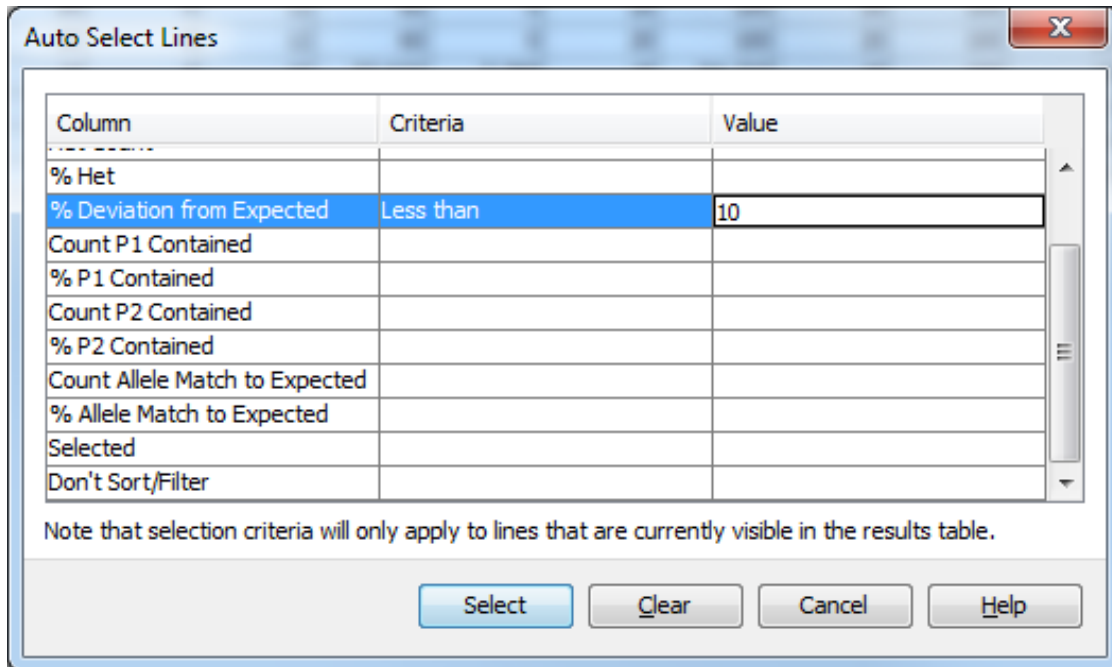 Auto Select Lines
Column Criteria Value
% Het
% Deviation from Expected Less than 10
Count P1 Contained
% P1 Contained
Count P2 Contained
% P2 Contained
Count Allele Match to Expected
% Allele Match to Expected
Selected
Don't Sort/Filter
Note that selection criteria will only apply to lines that are currently visible in the results table.
Select Clear Cancel Help